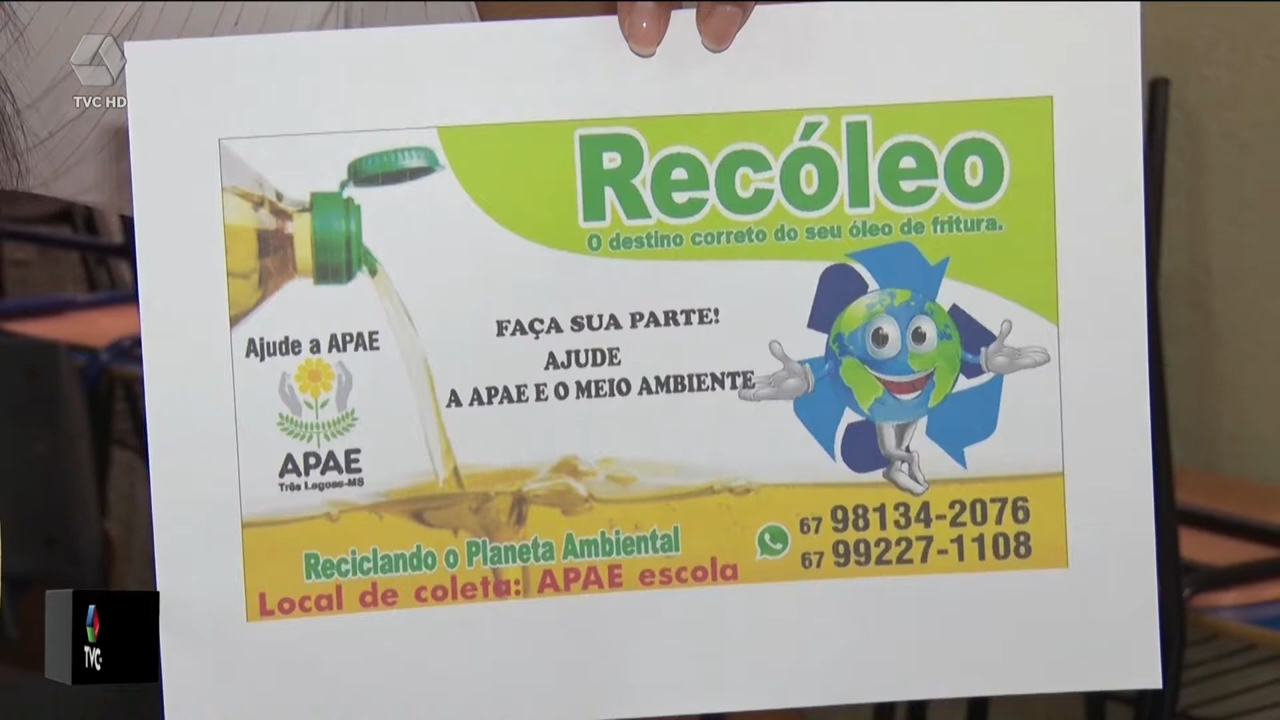 TVC HD
Recóleo
O destino correto do seu óleo de fritura.
FAÇA SUA PARTE!
AJUDE
A APAE E O MEIO AMBIENTE
Ajude a APAE
APAE
Três Lagoas-MS
67 98134-2076
67 99227-1108
Reciclando o Planeta Ambiental
Local de coleta: APAE escola
TVC